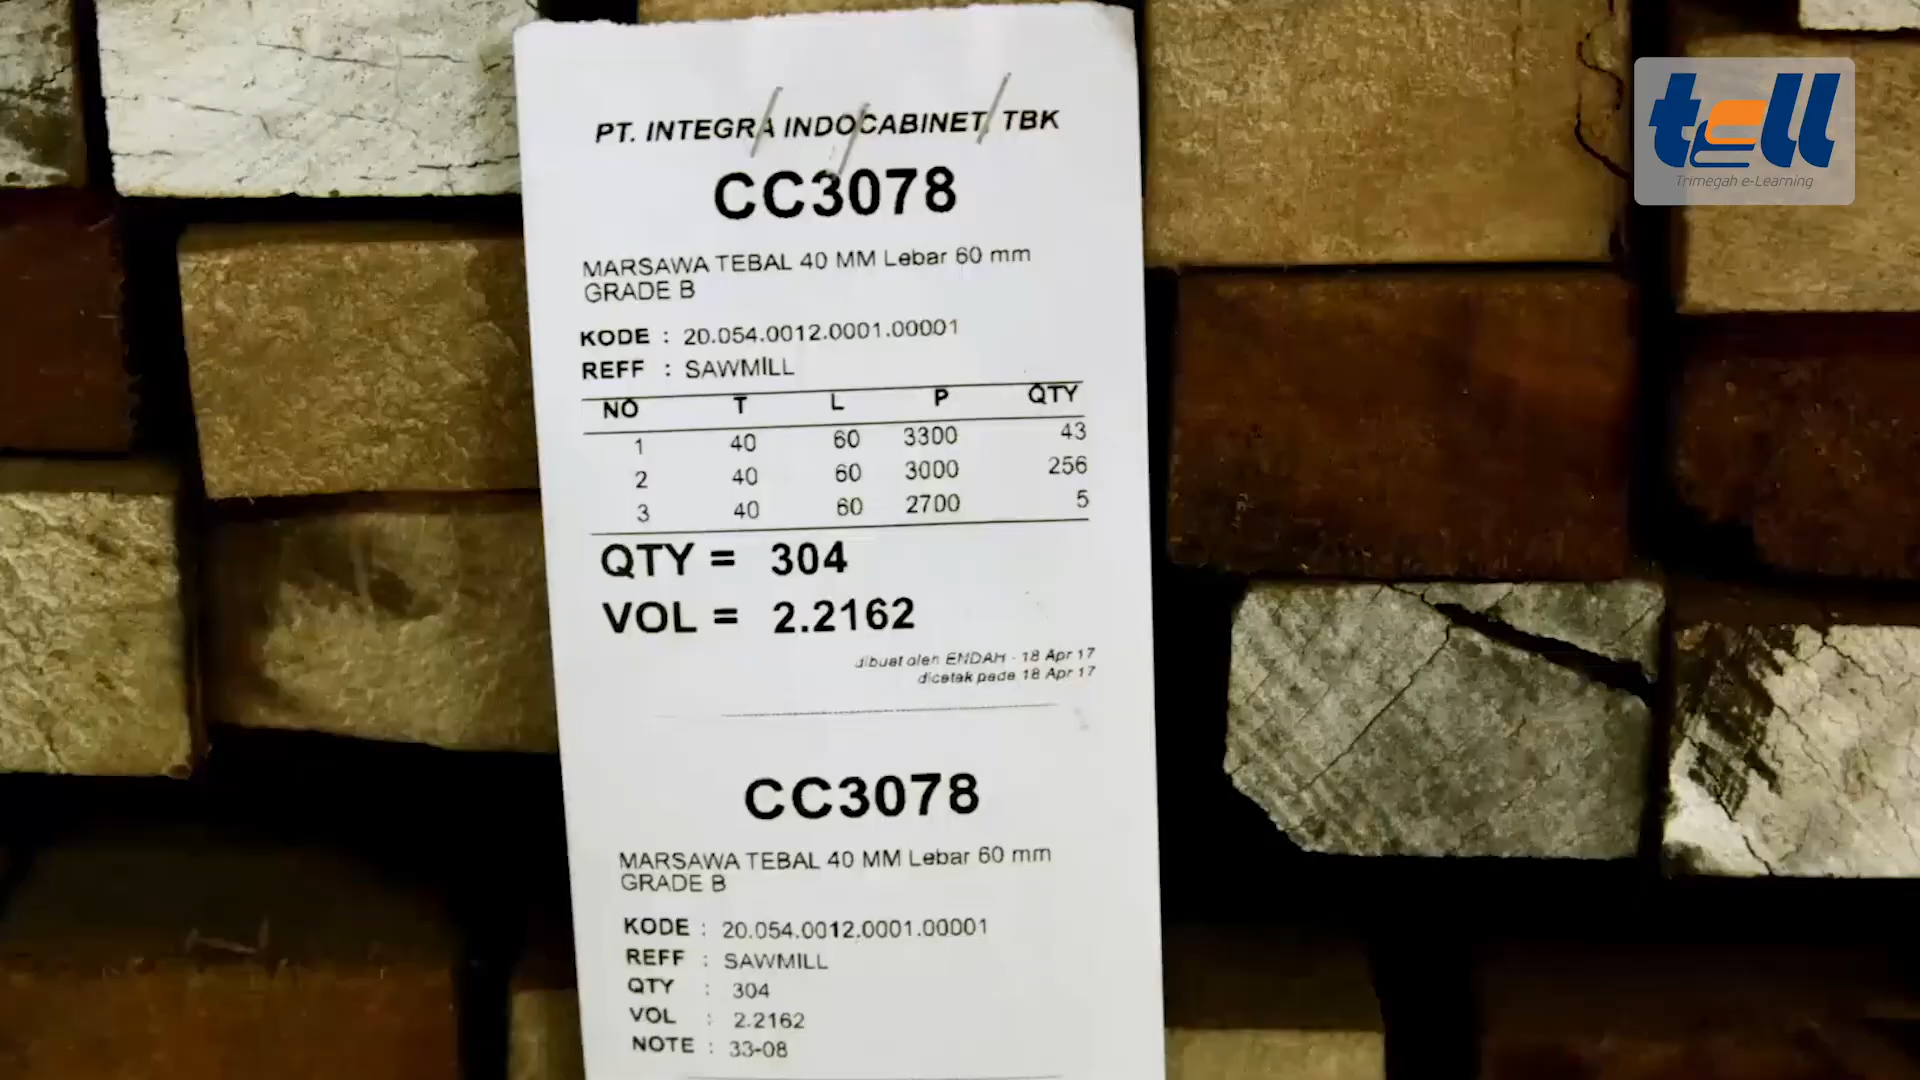 PT. INTEGRA INDOCABINET TBK
CC3078
MARSAWA TEBAL 40 MM Lebar 60 mm
GRADE B
KODE : 20.054.0012.0001.00001
REFF : SAWMILL
NO T L P QTY
1 40 60 3300 43
2 40 60 3000 256
3 40 60 2700 5
QTY = 304
VOL = 2.2162
dibuat oleh ENDAH - 18 Apr 17
dicetak pada 18 Apr 17
CC3078
MARSAWA TEBAL 40 MM Lebar 60 mm
GRADE B
KODE : 20.054.0012.0001.00001
REFF : SAWMILL
QTY : 304
VOL : 2.2162
NOTE : 33-08
tell
Trimegah e-Learning